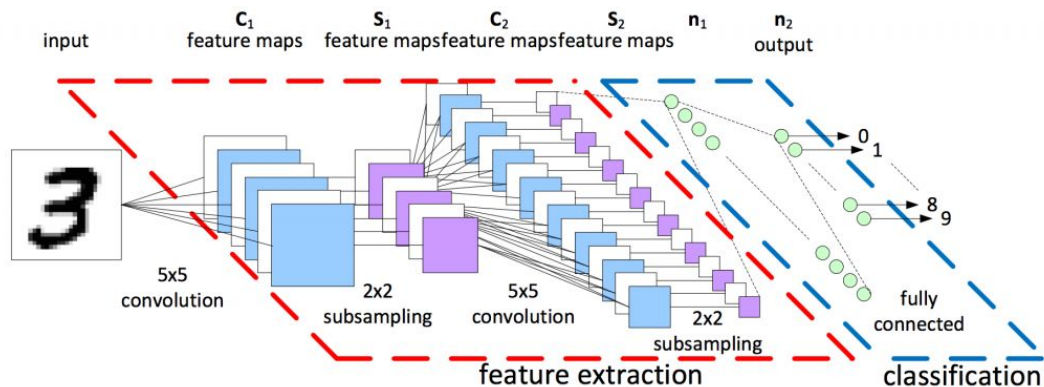 input
C1
feature maps
S1
feature maps
C2
feature maps
S2
feature maps
n1
n2
output
3
0
1
8
9
5x5
convolution
2x2
subsampling
5x5
convolution
2x2
subsampling
fully
connected
feature extraction
classification